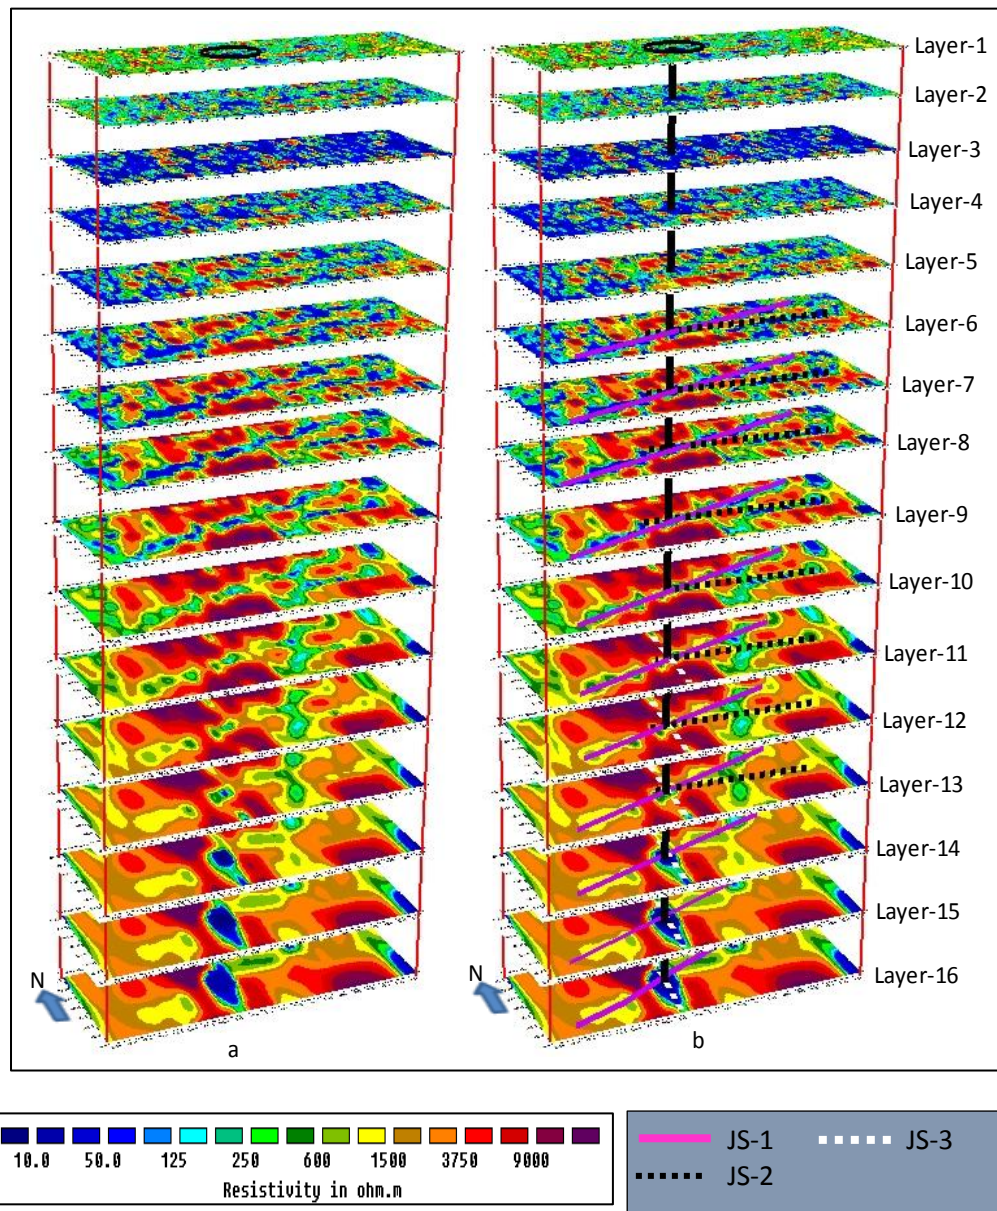 Layer-1
Layer-2
Layer-3
Layer-4
Layer-5
Layer-6
Layer-7
Layer-8
Layer-9
Layer-10
Layer-11
Layer-12
Layer-13
Layer-14
Layer-15
Layer-16
N N
a b
10.0 50.0 125 250 600 1500 3750 9000
Resistivity in ohm.m
JS-1 JS-3
JS-2